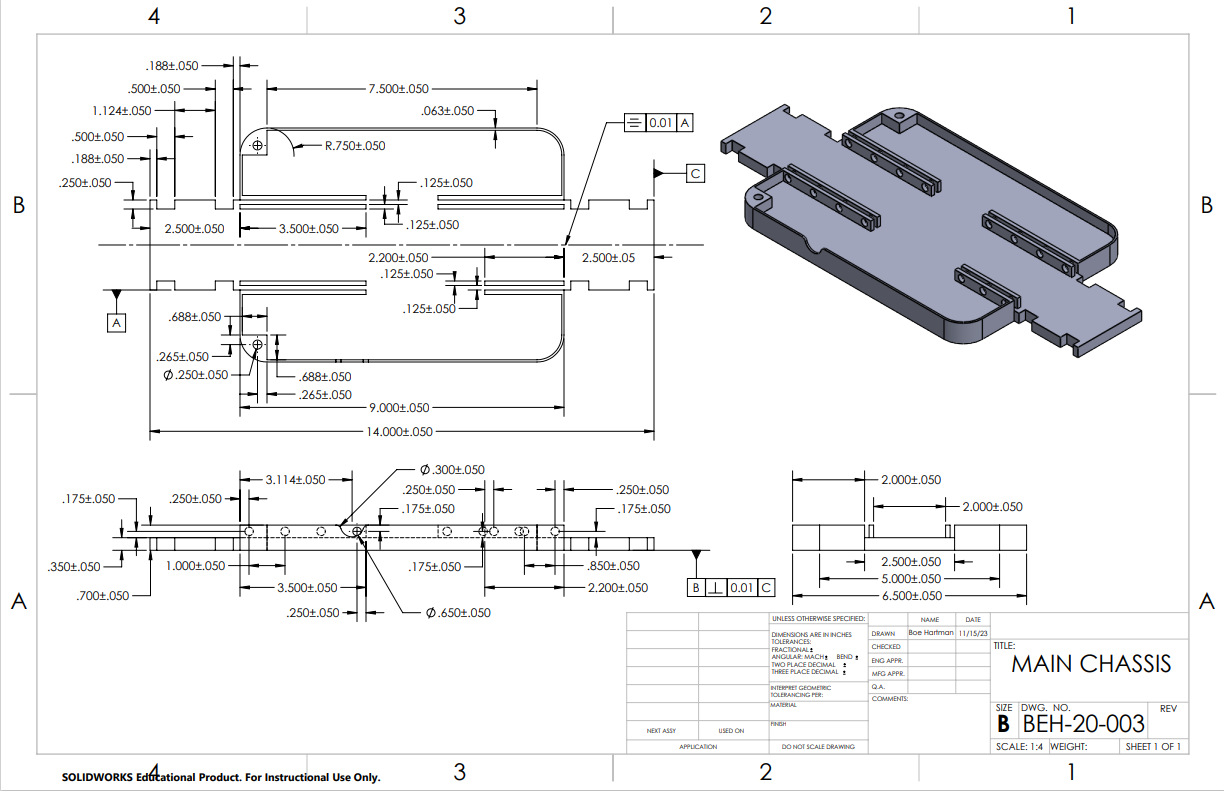 4 3 2 1
.188±.050
.500±.050
7.500±.050
1.124±.050
.063±.050
.500±.050
0.01 A
.188±.050
R.750±.050
C
.250±.050
.125±.050
B B
2.500±.050 3.500±.050
.125±.050
2.200±.050 2.500±.05
.125±.050
.125±.050
.688±.050
A
.265±.050
Ø.250±.050
.688±.050
.265±.050
9.000±.050
14.000±.050
Ø.300±.050
3.114±.050
2.000±.050
.175±.050
.250±.050
.250±.050
.250±.050
.175±.050
.175±.050
2.000±.050
.350±.050
1.000±.050
.175±.050
.850±.050
2.500±.050
5.000±.050
.700±.050
3.500±.050
2.200±.050
B ⊥ 0.01 C
6.500±.050
A A
.250±.050
Ø.650±.050
UNLESS OTHERWISE SPECIFIED:
DIMENSIONS ARE IN INCHES
TOLERANCES:
FRACTIONAL±
ANGULAR: MACH± BEND ±
TWO PLACE DECIMAL ±
THREE PLACE DECIMAL ±
INTERPRET GEOMETRIC
TOLERANCING PER:
MATERIAL
FINISH
NEXT ASSY USED ON
APPLICATION
DO NOT SCALE DRAWING
NAME DATE
DRAWN Boe Hartman 11/15/23
CHECKED
ENG APPR.
MFG APPR.
Q.A.
COMMENTS:
TITLE:
MAIN CHASSIS
SIZE DWG. NO. REV
B BEH-20-003
SCALE: 1:4 WEIGHT: SHEET 1 OF 1
SOLIDWORKS Educational Product. For Instructional Use Only.
4 3 2 1